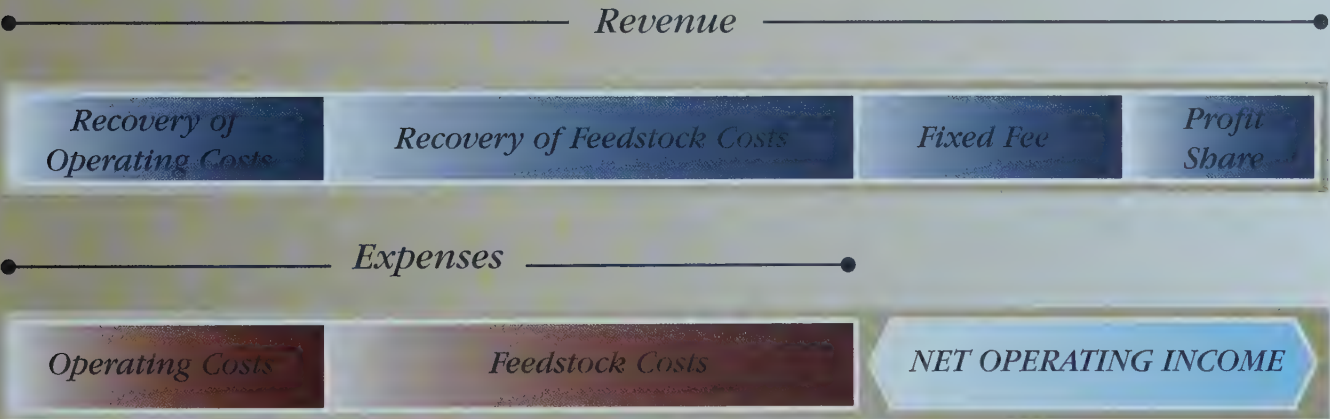 Revenue
Recovery of
Operating Costs
Recovery of Feedstock Costs
Fixed Fee
Profit
Share
Expenses
Operating Costs
Feedstock Costs
NET OPERATING INCOME